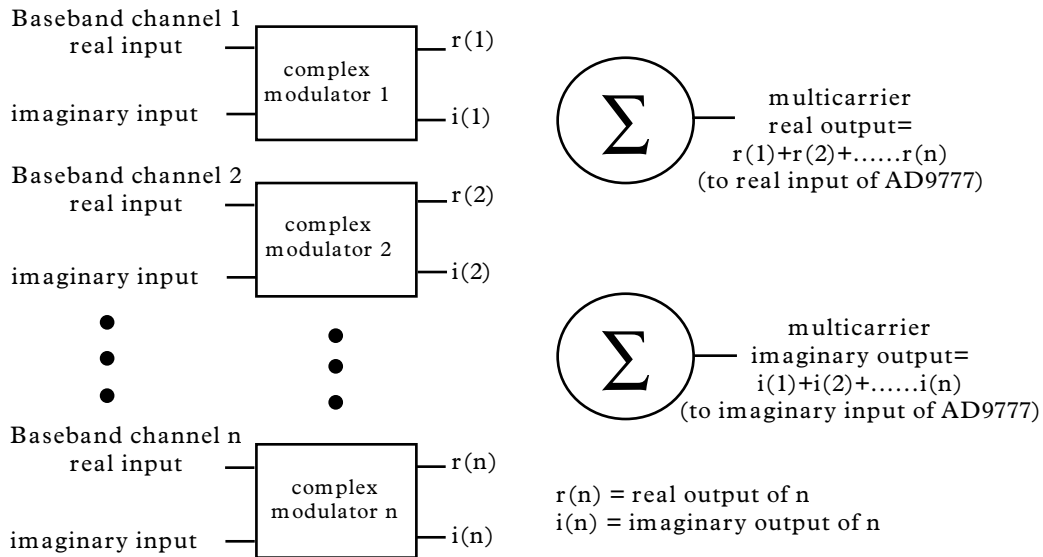 Baseband channel 1
real input
imaginary input
complex
modulator 1
r(1)
i(1)
Baseband channel 2
real input
imaginary input
complex
modulator 2
r(2)
i(2)
Baseband channel n
real input
imaginary input
complex
modulator n
r(n)
i(n)
Σ
multicarrier
real output=
r(1)+r(2)+......r(n)
(to real input of AD9777)
Σ
multicarrier
imaginary output=
i(1)+i(2)+......i(n)
(to imaginary input of AD9777)
r(n) = real output of n
i(n) = imaginary output of n